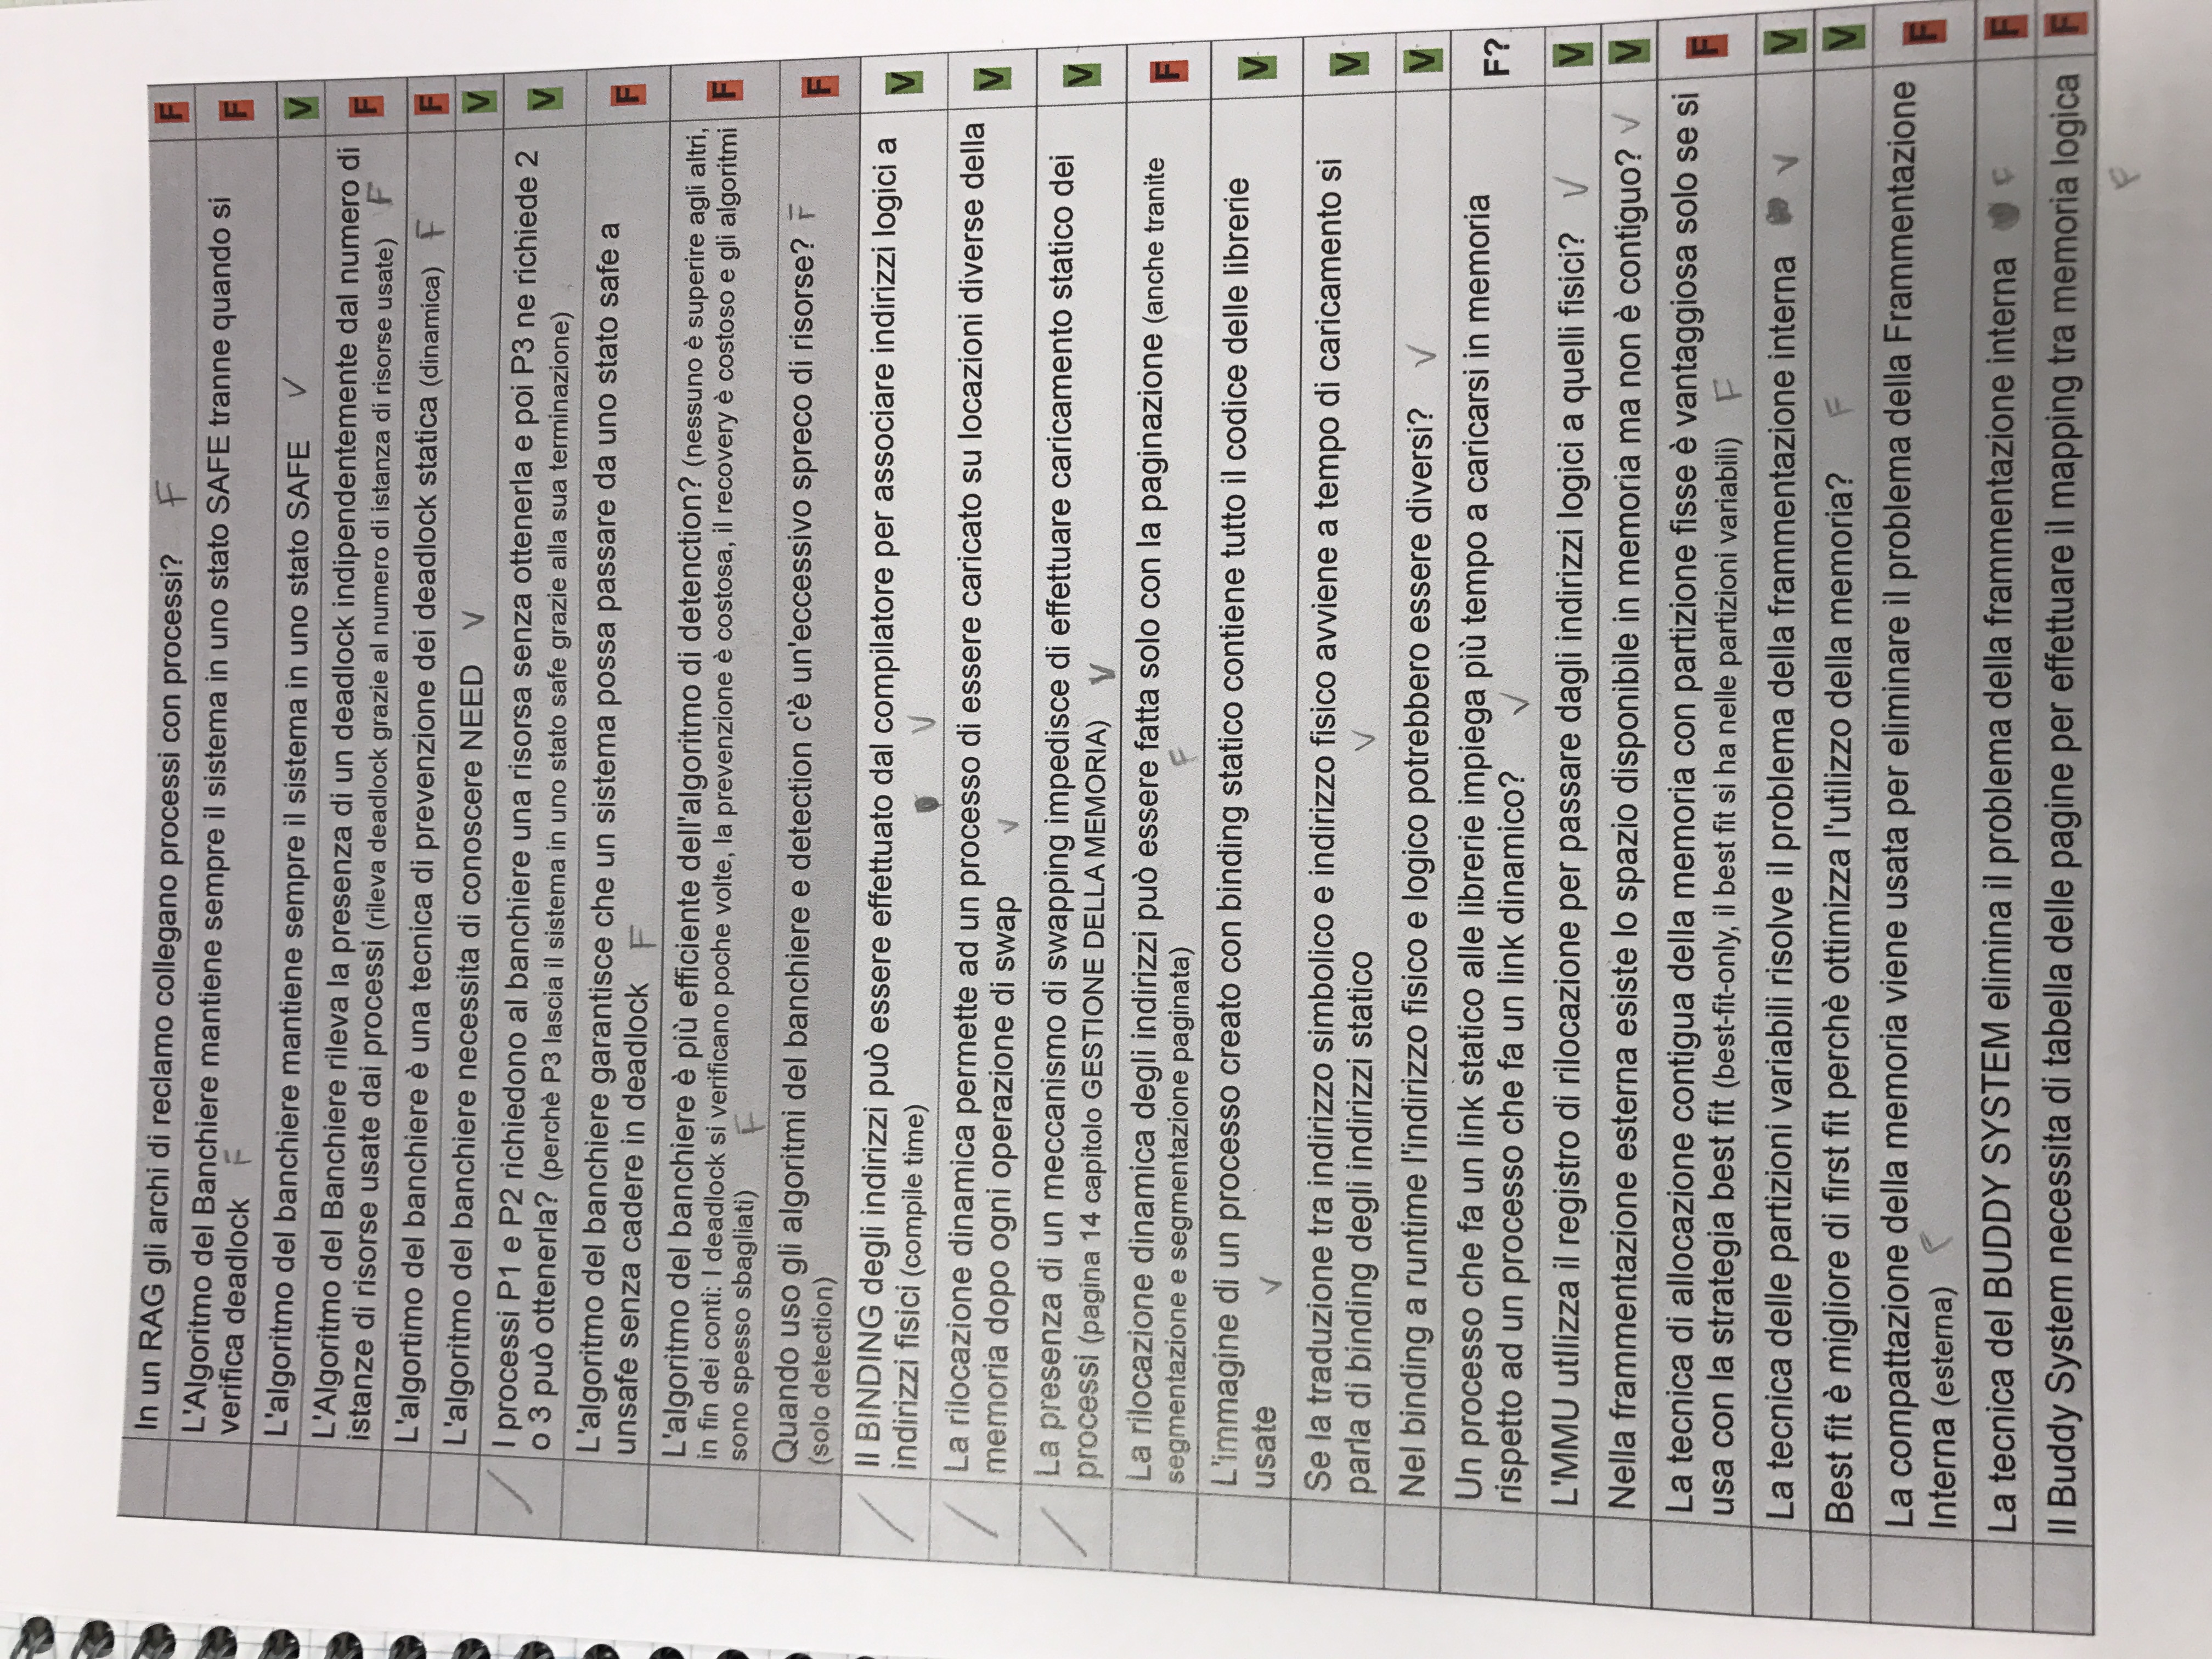 In un RAG gli archi di reclamo collegano processi con processi? F F
L'Algoritmo del Banchiere mantiene sempre il sistema in uno stato SAFE tranne quando si
verifica deadlock F F
L'algoritmo del banchiere mantiene sempre il sistema in uno stato SAFE V V
L'Algoritmo del Banchiere rileva la presenza di un deadlock indipendentemente dal numero di
istanze di risorse usate dai processi (rileva deadlock grazie al numero di istanza di risorse usate) F F
L'algortimo del banchiere è una tecnica di prevenzione dei deadlock statica (dinamica) F F
L'algoritmo del banchiere necessita di conoscere NEED V V
I processi P1 e P2 richiedono al banchiere una risorsa senza ottenerla e poi P3 ne richiede 2
o 3 può ottenerla? (perchè P3 lascia il sistema in uno stato safe grazie alla sua terminazione) V
L'algoritmo del banchiere garantisce che un sistema possa passare da uno stato safe a
unsafe senza cadere in deadlock F F
L'algoritmo del banchiere è più efficiente dell'algoritmo di detenction? (nessuno è superire agli altri,
in fin dei conti: I deadlock si verificano poche volte, la prevenzione è costosa, il recovery è costoso e gli algoritmi
sono spesso sbagliati) F F
Quando uso gli algoritmi del banchiere e detection c'è un'eccessivo spreco di risorse? F
(solo detection) F
Il BINDING degli indirizzi può essere effettuato dal compilatore per associare indirizzi logici a
indirizzi fisici (compile time) V V
La rilocazione dinamica permette ad un processo di essere caricato su locazioni diverse della
memoria dopo ogni operazione di swap V V
La presenza di un meccanismo di swapping impedisce di effettuare caricamento statico dei
processi (pagina 14 capitolo GESTIONE DELLA MEMORIA) V V
La rilocazione dinamica degli indirizzi può essere fatta solo con la paginazione (anche tranite
segmentazione e segmentazione paginata) F F
L'immagine di un processo creato con binding statico contiene tutto il codice delle librerie
usate V V
Se la traduzione tra indirizzo simbolico e indirizzo fisico avviene a tempo di caricamento si
parla di binding degli indirizzi statico V V
Nel binding a runtime l'indirizzo fisico e logico potrebbero essere diversi? V V
Un processo che fa un link statico alle librerie impiega più tempo a caricarsi in memoria
rispetto ad un processo che fa un link dinamico? V F?
L'MMU utIlizza il registro di rilocazione per passare dagli indirizzi logici a quelli fisici? V V
Nella frammentazione esterna esiste lo spazio disponibile in memoria ma non è contiguo? V V
La tecnica di allocazione contigua della memoria con partizione fisse è vantaggiosa solo se si
usa con la strategia best fit (best-fit-only, il best fit si ha nelle partizioni variabili) F F
La tecnica delle partizioni variabili risolve il problema della frammentazione interna V V
Best fit è migliore di first fit perchè ottimizza l'utilizzo della memoria? F V
La compattazione della memoria viene usata per eliminare il problema della Frammentazione
Interna (esterna) F F
La tecnica del BUDDY SYSTEM elimina il problema della frammentazione interna F F
Il Buddy System necessita di tabella delle pagine per effettuare il mapping tra memoria logica F
F